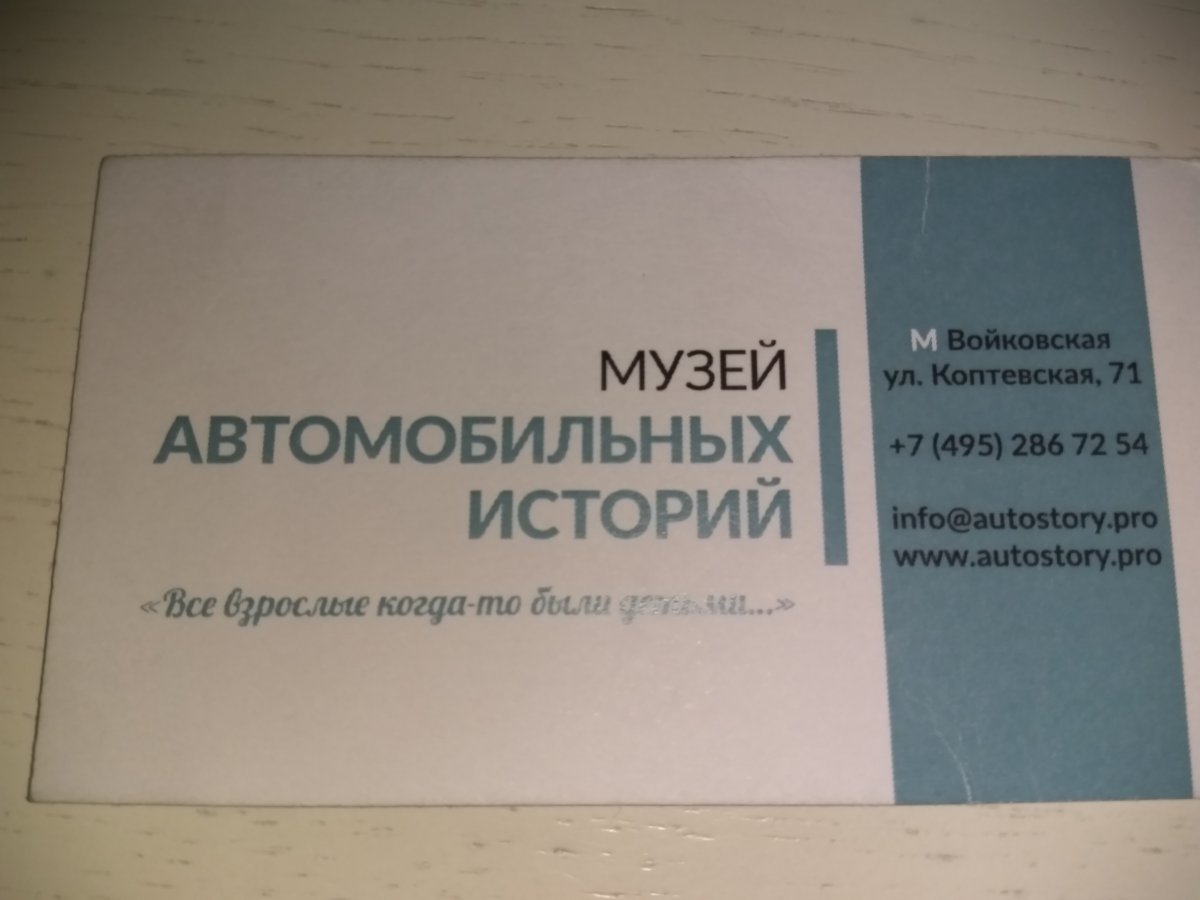 МУЗЕЙ
АВТОМОБИЛЬНЫХ
ИСТОРИЙ
«Все взрослые когда-то были детьми...»
М Войковская
ул. Коптевская, 71
+7 (495) 286 72 54
info@autostory.pro
www.autostory.pro